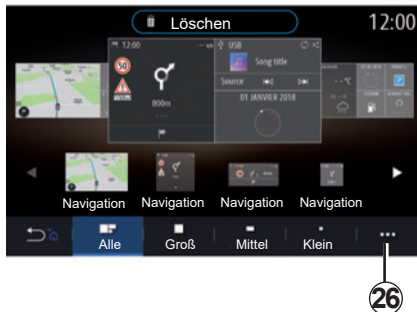 Löschen
12:00
12:00
USB
50
Song title
Source
800m
01 JANVIER 2018
Navigation Navigation Navigation Navigation
Alle Groß Mittel Klein
26